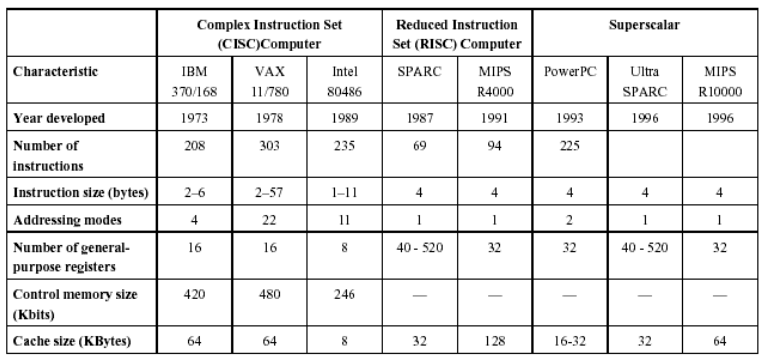 Complex Instruction Set Reduced Instruction Superscalar
(CISC)Computer Set (RISC) Computer
Characteristic IBM VAX Intel SPARC MIPS PowerPC Ultra MIPS
370/168 11/780 80486 R4000 SPARC R10000
Year developed 1973 1978 1989 1987 1991 1993 1996 1996
Number of 208 303 235 69 94 225
instructions
Instruction size (bytes) 2–6 2–57 1–11 4 4 4 4 4
Addressing modes 4 22 11 1 1 2 1 1
Number of general- 16 16 8 40 - 520 32 32 40 - 520 32
purpose registers
Control memory size 420 480 246 — — — — —
(Kbits)
Cache size (KBytes) 64 64 8 32 128 16-32 32 64